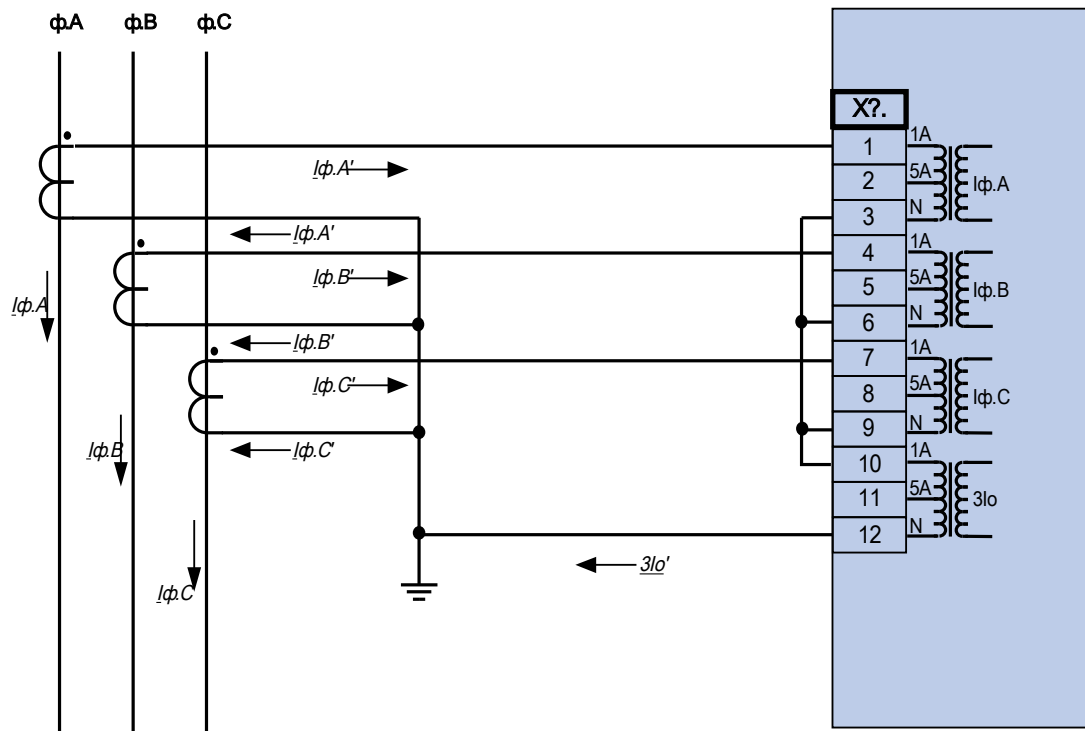 ф.A ф.B ф.C
X?.
1 1A
2 5A Iф.A
3 N
4 1A
5 5A Iф.B
6 N
7 1A
8 5A Iф.C
9 N
10 1A
11 5A 3Io
12 N
Iф.A'
Iф.A'
Iф.B'
Iф.A
Iф.B'
Iф.C'
Iф.B
Iф.C'
3Io'
Iф.C